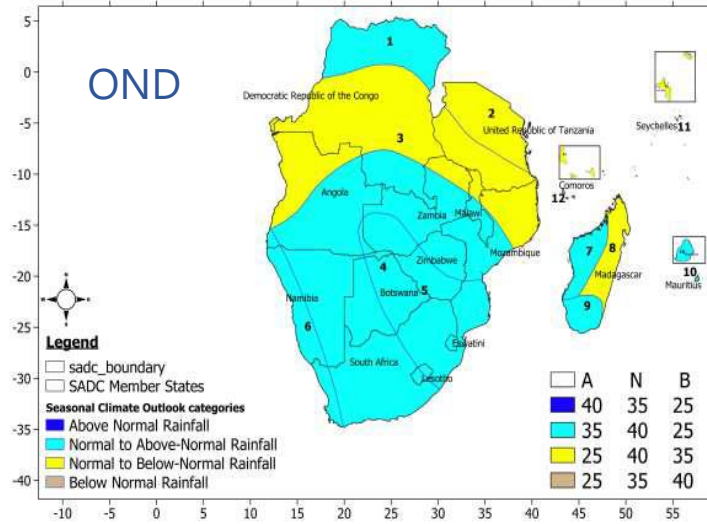 OND
5
0
-5
-10
-15
-20
-25
-30
-35
-40
-10
-5
0
5
10
15
20
25
30
35
40
45
50
55
1
2
3
4
5
6
7
8
9
10
12
Democratic Republic of the Congo
United Republic of Tanzania
Seychelles 11
Comoros
Angola
Zambia
Malawi
Mozambique
Zimbabwe
Namibia
Botswana
Madagascar
Mauritius
Eswatini
South Africa
Lesotho
Legend
sadc_boundary
SADC Member States
Seasonal Climate Outlook categories
Above Normal Rainfall
Normal to Above-Normal Rainfall
Normal to Below-Normal Rainfall
Below Normal Rainfall
A N B
40 35 25
35 40 25
25 40 35
25 35 40